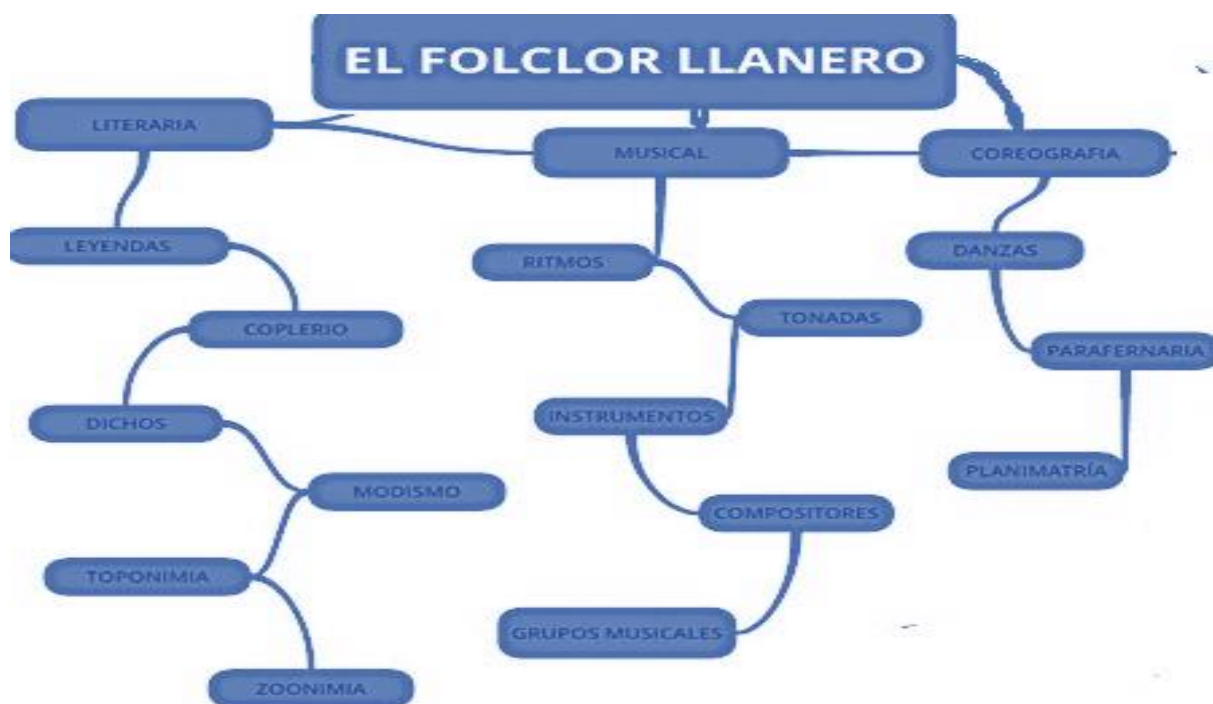 EL FOLCLOR LLANERO
LITERARIA
MUSICAL
COREOGRAFIA
LEYENDAS
RITMOS
DANZAS
COPLERIO
TONADAS
PARAFERNARIA
DICHOS
INSTRUMENTOS
PLANIMATRÍA
MODISMO
COMPOSITORES
TOPONIMIA
GRUPOS MUSICALES
ZOONIMIA